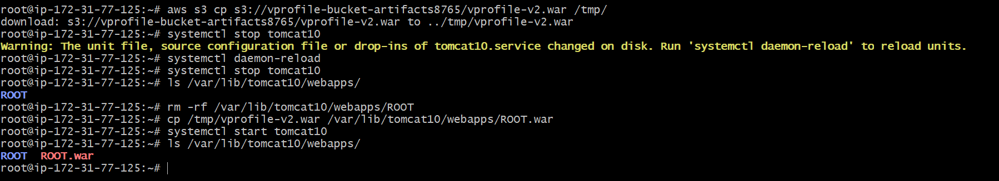 root@ip-172-31-77-125:~# aws s3 cp s3://vprofile-bucket-artifacts8765/vprofile-v2.war /tmp/
download: s3://vprofile-bucket-artifacts8765/vprofile-v2.war to ../tmp/vprofile-v2.war
root@ip-172-31-77-125:~# systemctl stop tomcat10
Warning: The unit file, source configuration file or drop-ins of tomcat10.service changed on disk. Run 'systemctl daemon-reload' to reload units.
root@ip-172-31-77-125:~# systemctl daemon-reload
root@ip-172-31-77-125:~# systemctl stop tomcat10
root@ip-172-31-77-125:~# ls /var/lib/tomcat10/webapps/
ROOT
root@ip-172-31-77-125:~# rm -rf /var/lib/tomcat10/webapps/ROOT
root@ip-172-31-77-125:~# cp /tmp/vprofile-v2.war /var/lib/tomcat10/webapps/ROOT.war
root@ip-172-31-77-125:~# systemctl start tomcat10
root@ip-172-31-77-125:~# ls /var/lib/tomcat10/webapps/
ROOT  ROOT.war
root@ip-172-31-77-125:~#